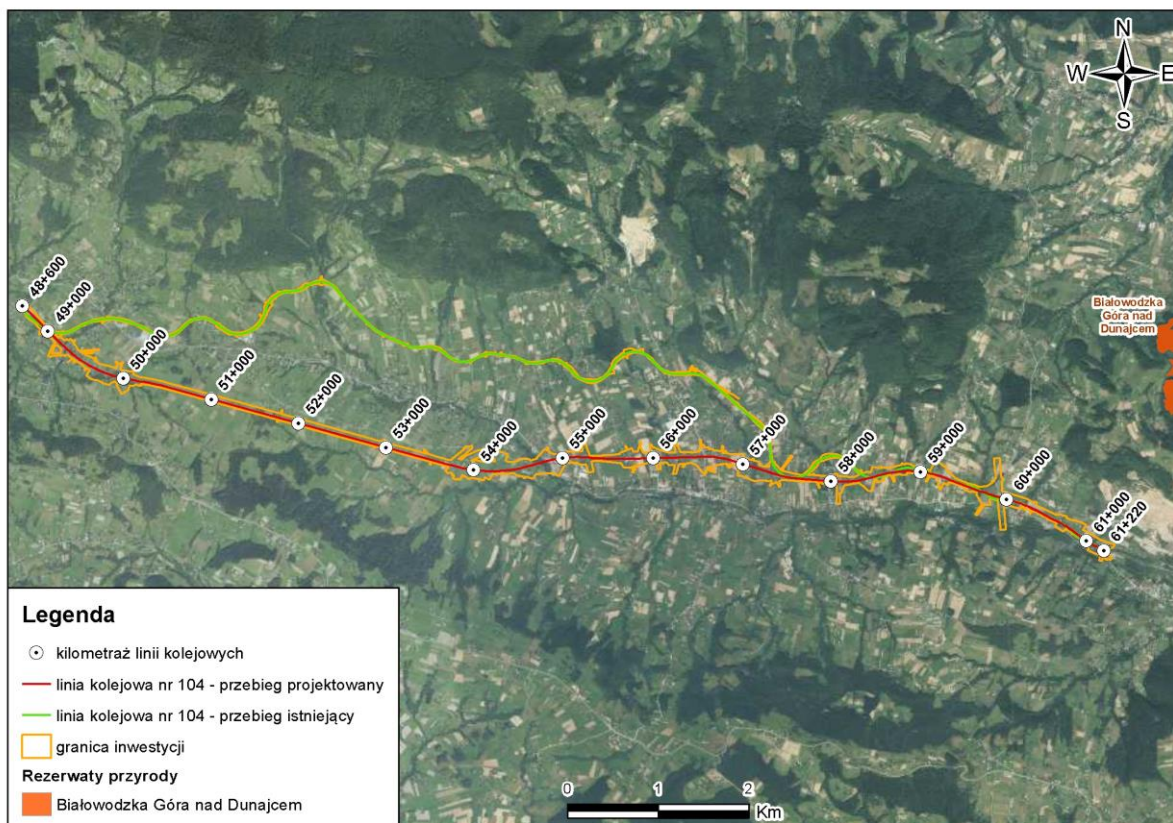 N
W E
S
48+600
49+000
50+000
51+000
52+000
53+000
54+000
55+000
56+000
57+000
58+000
59+000
60+000
61+000
61+220
Białowodzka
Góra nad
Dunajcem
Legenda
kilometraż linii kolejowych
linia kolejowa nr 104 - przebieg projektowany
linia kolejowa nr 104 - przebieg istniejący
granica inwestycji
Rezerwaty przyrody
Białowodzka Góra nad Dunajcem
0 1 2
Km